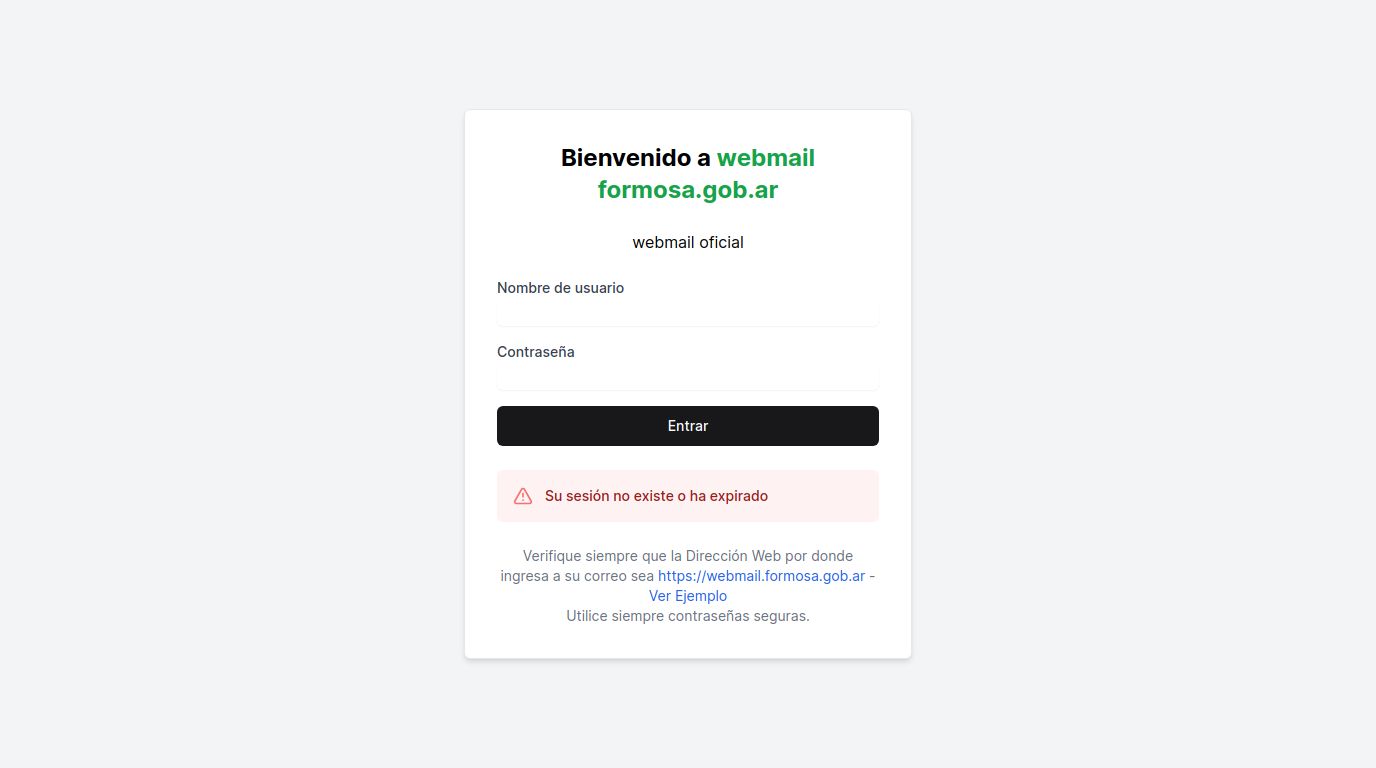 Bienvenido a webmail
formosa.gob.ar
webmail oficial
Nombre de usuario
Contraseña
Entrar
Su sesión no existe o ha expirado
Verifique siempre que la Dirección Web por donde
ingresa a su correo sea https://webmail.formosa.gob.ar -
Ver Ejemplo
Utilice siempre contraseñas seguras.